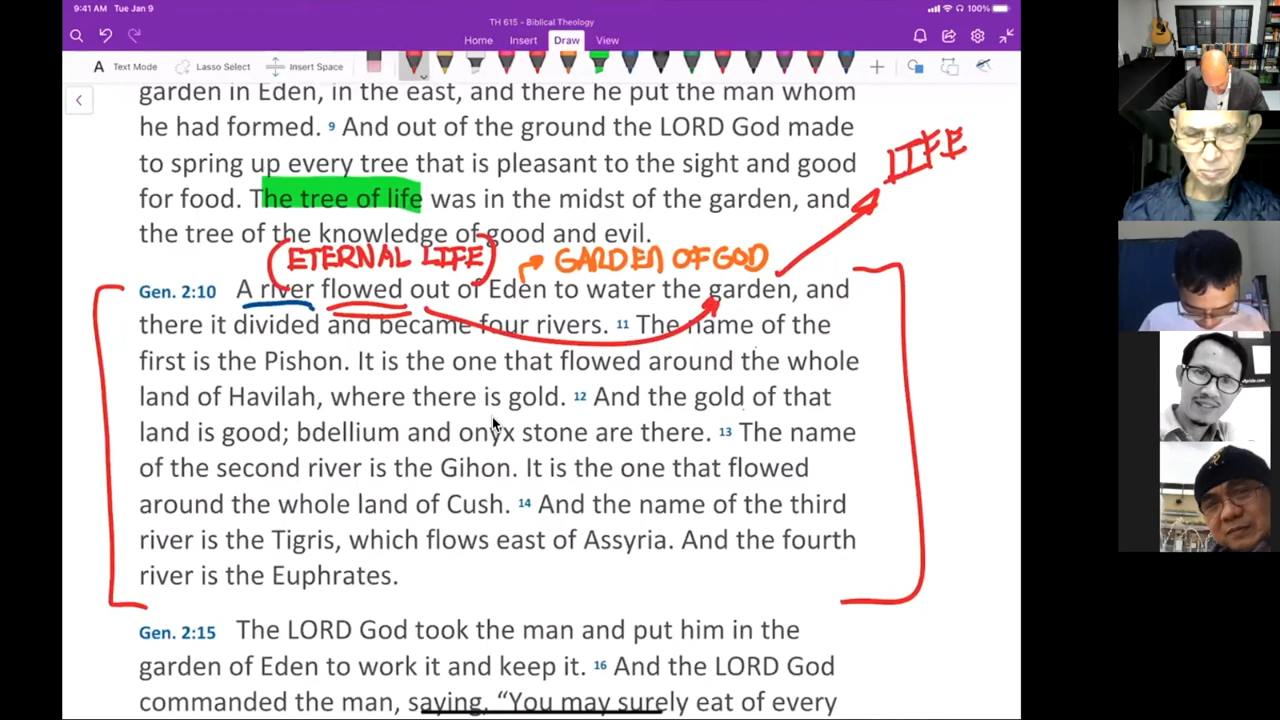 9:41 AM Tue Jan 9
100%
TH 615 - Biblical Theology
Home Insert Draw View
Text Mode Lasso Select Insert Space
garden in Eden, in the east, and there he put the man whom
he had formed. 9 And out of the ground the LORD God made
to spring up every tree that is pleasant to the sight and good
for food. The tree of life was in the midst of the garden, and
the tree of the knowledge of good and evil.
LIFE
(ETERNAL LIFE) GARDEN OF GOD
Gen. 2:10 A river flowed out of Eden to water the garden, and
there it divided and became four rivers. 11 The name of the
first is the Pishon. It is the one that flowed around the whole
land of Havilah, where there is gold. 12 And the gold of that
land is good; bdellium and onyx stone are there. 13 The name
of the second river is the Gihon. It is the one that flowed
around the whole land of Cush. 14 And the name of the third
river is the Tigris, which flows east of Assyria. And the fourth
river is the Euphrates.
Gen. 2:15 The LORD God took the man and put him in the
garden of Eden to work it and keep it. 16 And the LORD God
commanded the man, saying, “You may surely eat of every